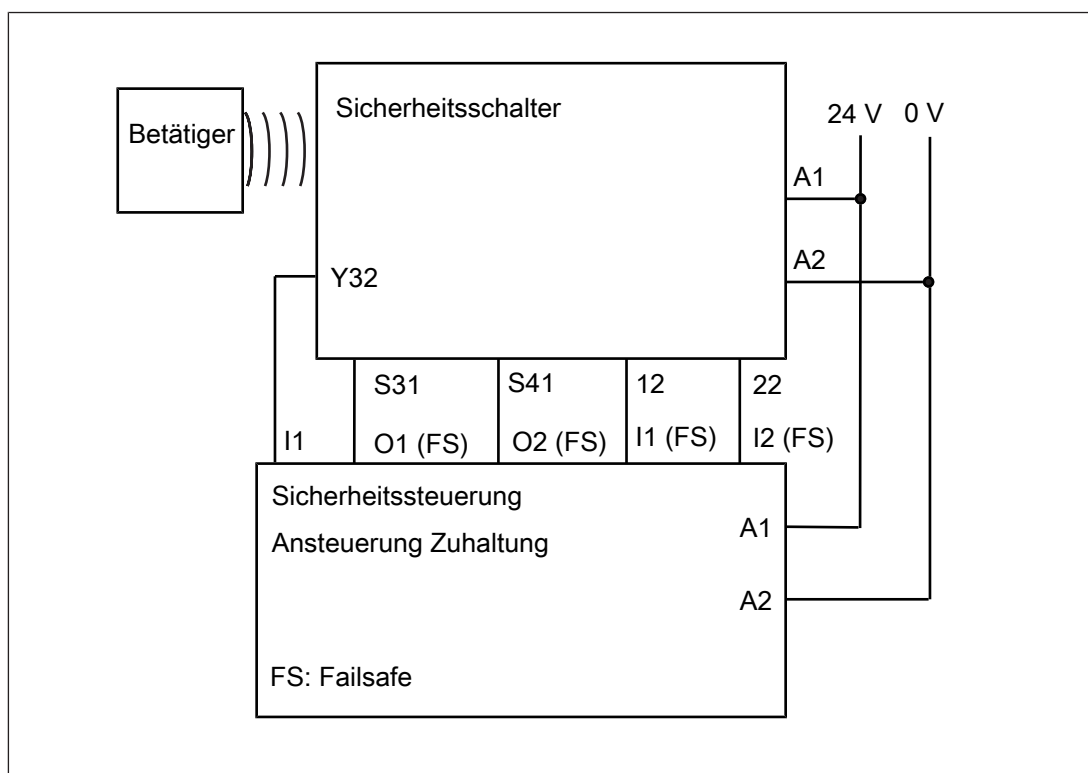 Betätiger
Sicherheitsschalter
24 V 0 V
A1
A2
Y32
S31 S41 12 22
I1 O1 (FS) O2 (FS) I1 (FS) I2 (FS)
Sicherheitssteuerung
Ansteuerung Zuhaltung
A1
A2
FS: Failsafe